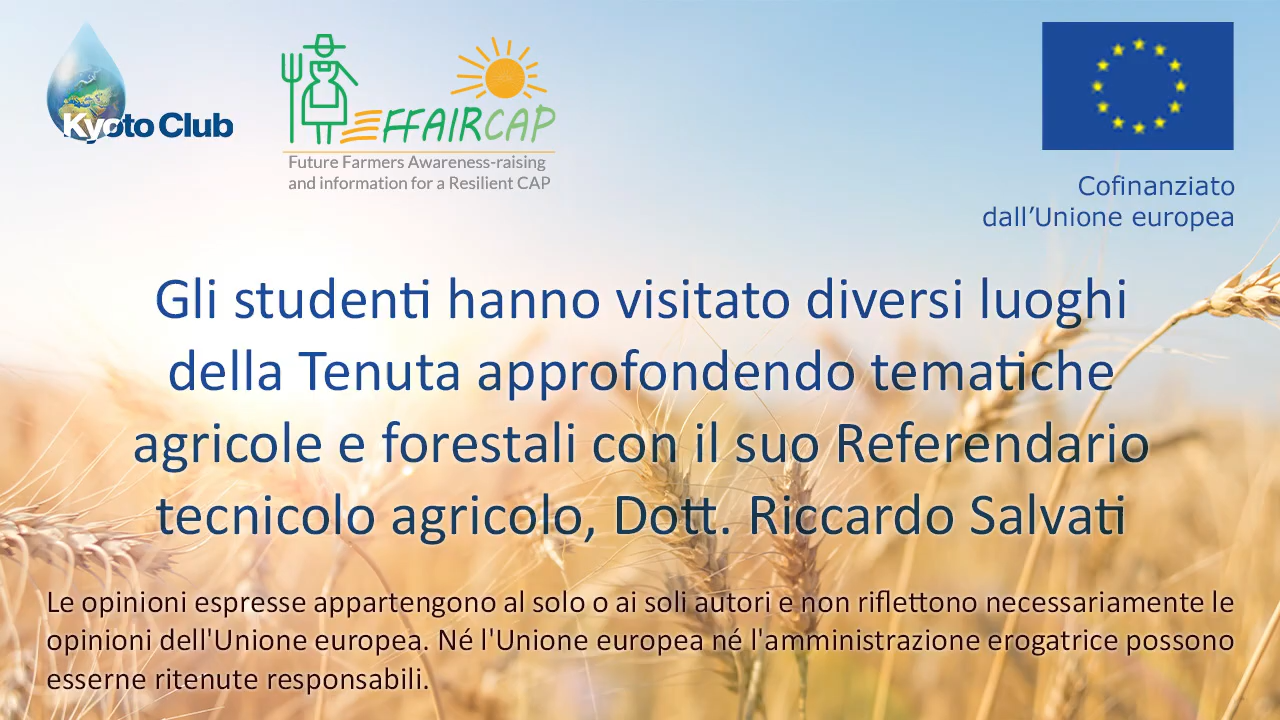 Kyoto Club
EFFAIRCAP
Future Farmers Awareness-raising
and information for a Resilient CAP
Cofinanziato
dall’Unione europea
Gli studenti hanno visitato diversi luoghi
della Tenuta approfondendo tematiche
agricole e forestali con il suo Referendario
tecnicolo agricolo, Dott. Riccardo Salvati
Le opinioni espresse appartengono al solo o ai soli autori e non riflettono necessariamente le
opinioni dell'Unione europea. Né l'Unione europea né l'amministrazione erogatrice possono
esserne ritenute responsabili.